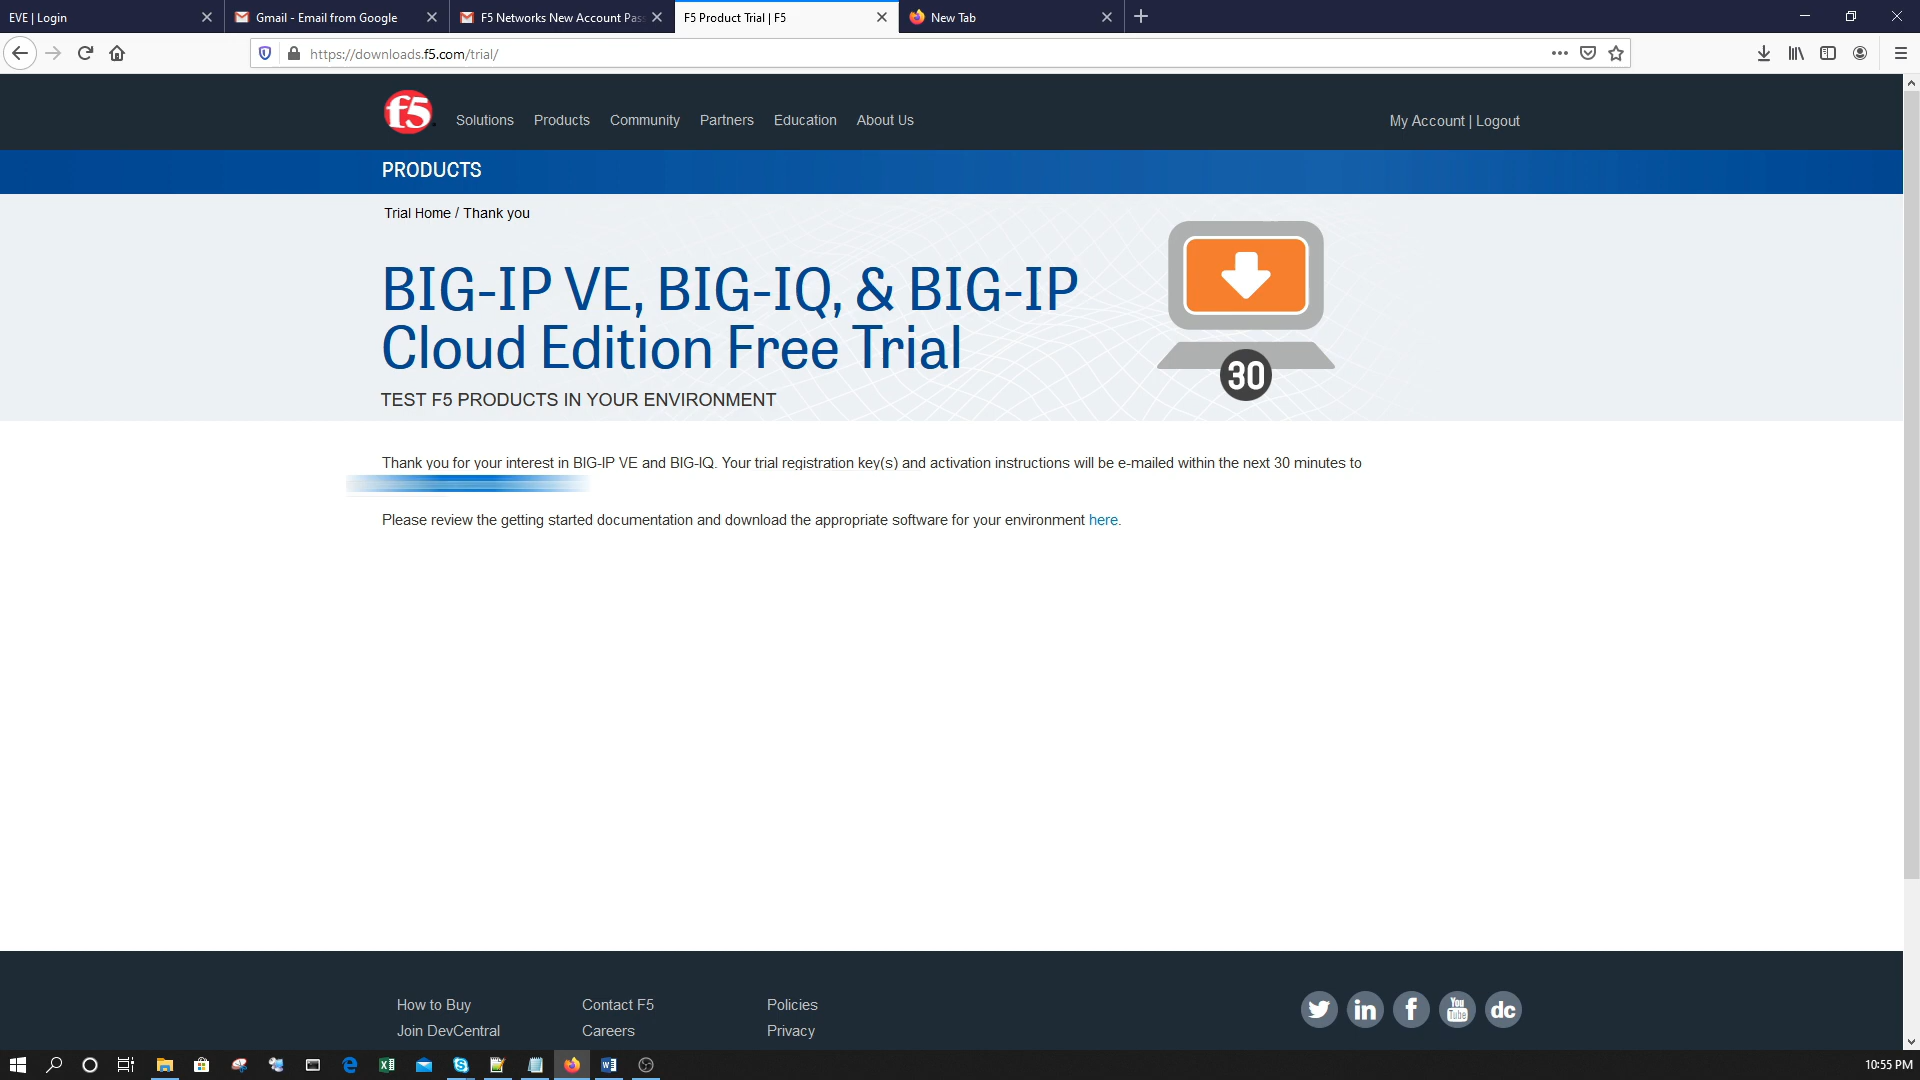 EVE | Login
Gmail - Email from Google
F5 Networks New Account Pas
F5 Product Trial | F5
New Tab
https://downloads.f5.com/trial/
f5
Solutions Products Community Partners Education About Us
My Account | Logout
PRODUCTS
Trial Home / Thank you
BIG-IP VE, BIG-IQ, & BIG-IP
Cloud Edition Free Trial
30
TEST F5 PRODUCTS IN YOUR ENVIRONMENT
Thank you for your interest in BIG-IP VE and BIG-IQ. Your trial registration key(s) and activation instructions will be e-mailed within the next 30 minutes to
Please review the getting started documentation and download the appropriate software for your environment here.
How to Buy Contact F5 Policies
in f You Tube dc
Join DevCentral Careers Privacy
10:55 PM